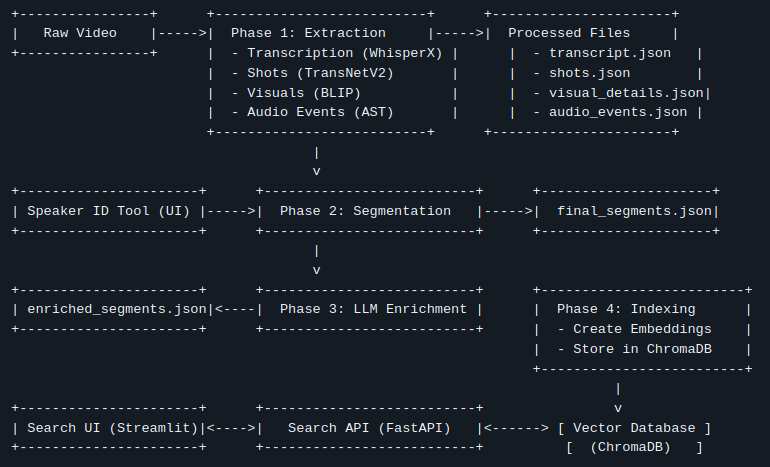 +----------------+      +--------------------------+      +----------------------+
|   Raw Video    |----->|  Phase 1: Extraction     |----->|  Processed Files     |
+----------------+      |  - Transcription (WhisperX) |      |  - transcript.json   |
                        |  - Shots (TransNetV2)       |      |  - shots.json        |
                        |  - Visuals (BLIP)           |      |  - visual_details.json|
                        |  - Audio Events (AST)       |      |  - audio_events.json |
                        +--------------------------+      +----------------------+
                                     |
                                     v
+----------------------+      +--------------------------+      +---------------------+
| Speaker ID Tool (UI) |----->|  Phase 2: Segmentation   |----->|  final_segments.json|
+----------------------+      +--------------------------+      +---------------------+
                                     |
                                     v
+----------------------+      +--------------------------+      +-------------------------+
| enriched_segments.json|<----|  Phase 3: LLM Enrichment |      |  Phase 4: Indexing      |
+----------------------+      +--------------------------+      |  - Create Embeddings    |
                                                                |  - Store in ChromaDB    |
                                                                +-------------------------+
                                                                          |
+----------------------+      +--------------------------+                v
| Search UI (Streamlit)|<---->|   Search API (FastAPI)   |<------> [ Vector Database ]
+----------------------+      +--------------------------+          [  (ChromaDB)   ]